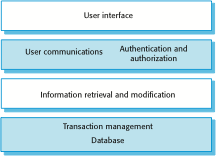 User interface
User communications
Authentication and
authorization
Information retrieval and modification
Transaction management
Database